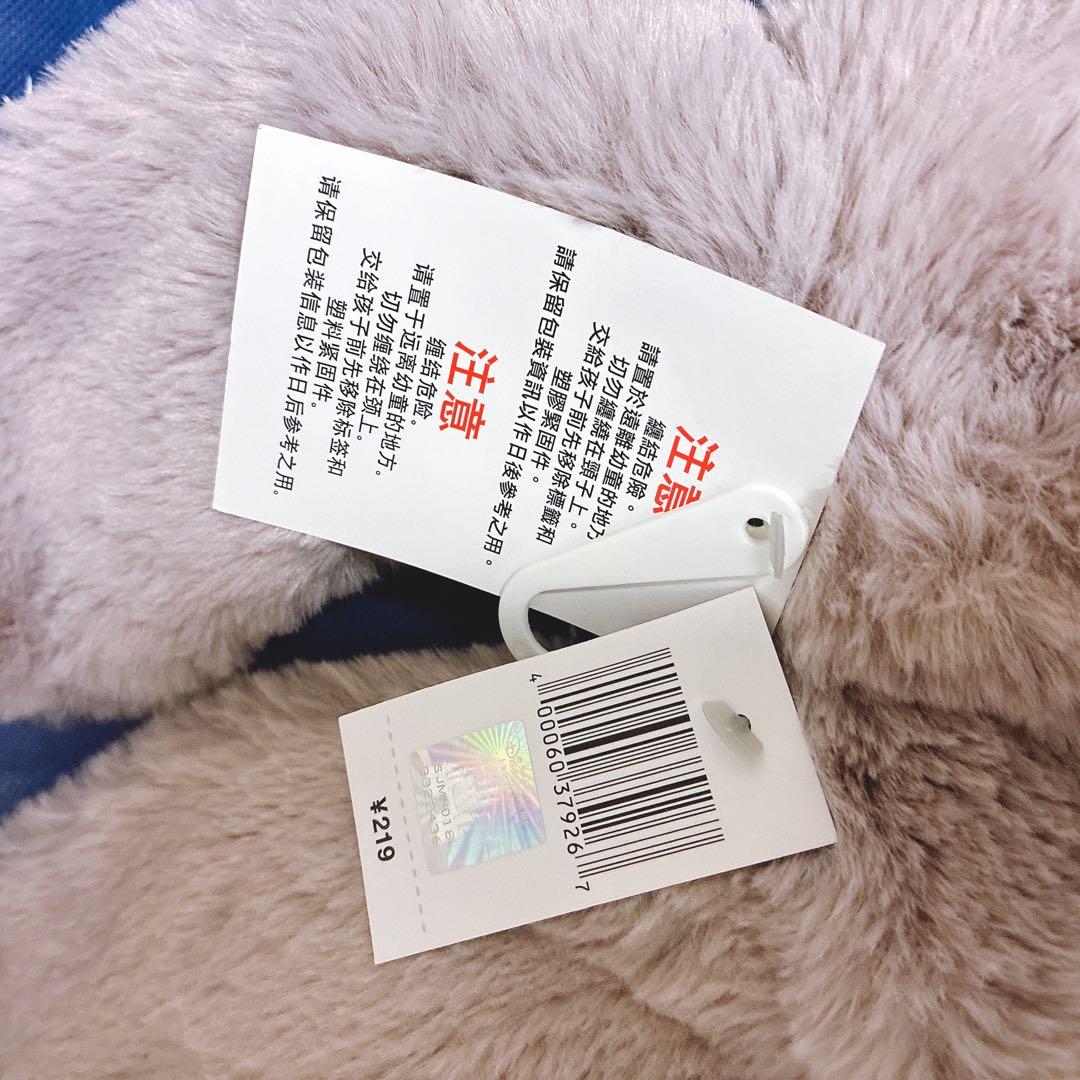 注意
纏結危險。
請置於遠離幼童的地方
切勿纏繞在頸子上。
交給孩子前先移除標籤和
塑膠緊固件。
請保留包裝資訊以作日後參考之用。
注意
缠结危险。
请置于远离幼童的地方。
切勿缠绕在颈上。
交给孩子前先移除标签和
塑料紧固件。
请保留包装信息以作日后参考之用。
4 00060 37926 7
¥219